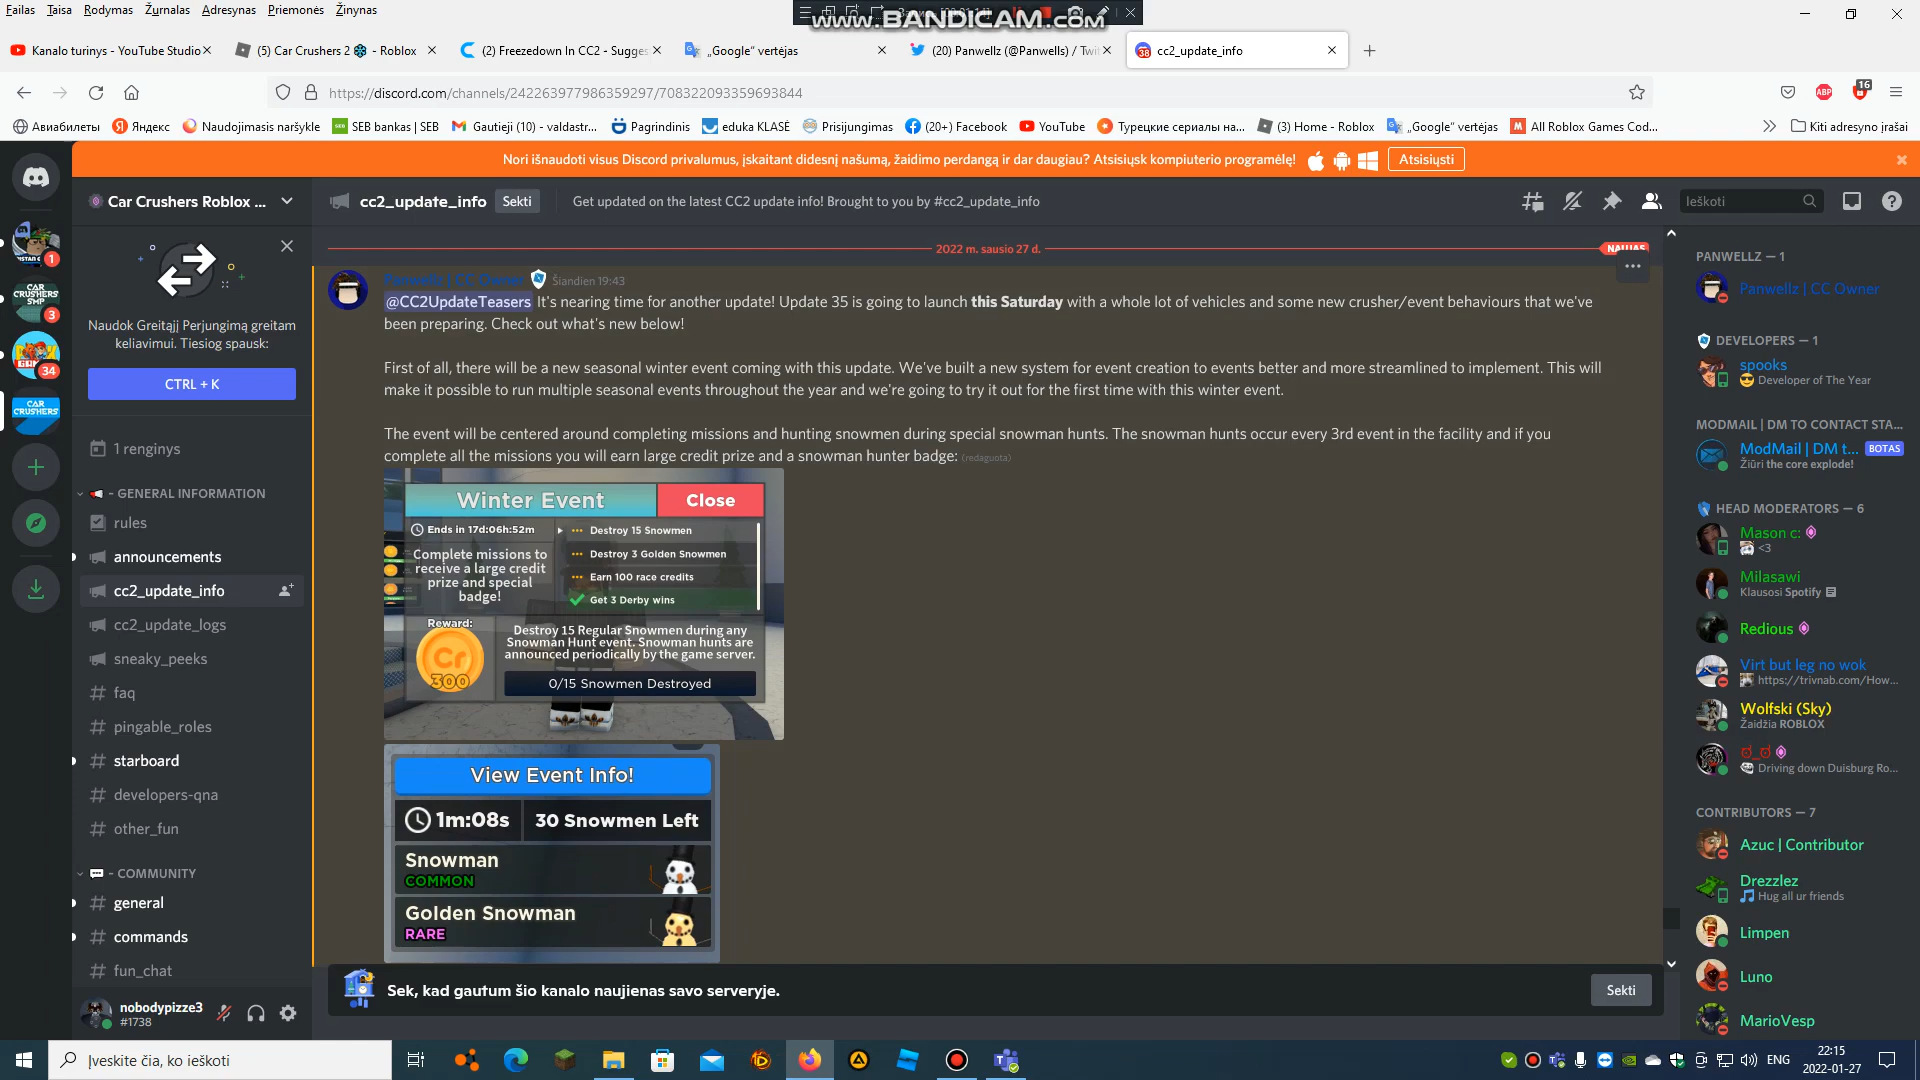 Failas Taisa Rodymas Žurnalas Adresynas Priemonės Žinynas
www.BANDICAM.com
Kanalo turinys - YouTube Studio
(5) Car Crushers 2 - Roblox
(2) Freezedown In CC2 - Sugges
„Google“ vertėjas
(20) Panwellz (@Panwells) / Twi
cc2_update_info
https://discord.com/channels/242263977986359297/708322093359693844
16
Авиабилеты
Яндекс
Naudojimasis naršykle
SEB bankas | SEB
Gautieji (10) - valdastr...
Pagrindinis
eduka KLASĖ
Prisijungimas
(20+) Facebook
YouTube
Турецкие сериалы на...
(3) Home - Roblox
„Google“ vertėjas
All Roblox Games Cod...
Kiti adresyno įrašai
Nori išnaudoti visus Discord privalumus, įskaitant didesnį našumą, žaidimo perdangą ir dar daugiau? Atsisiųsk kompiuterio programėlę!
Atsisiųsti
Car Crushers Roblox ...
cc2_update_info
Sekti
Get updated on the latest CC2 update info! Brought to you by #cc2_update_info
Ieškoti
Naudok Greitąjį Perjungimą greitam
keliavimui. Tiesiog spausk:
CTRL + K
1 renginys
- GENERAL INFORMATION
rules
announcements
cc2_update_info
cc2_update_logs
sneaky_peeks
faq
pingable_roles
starboard
developers-qna
other_fun
- COMMUNITY
general
commands
fun_chat
nobodypizze3
#1738
1
CAR
CRUSHERS
SMP
3
34
CAR
CRUSHERS
2022 m. sausio 27 d.
NAUJAS
Panwellz | CC Owner
Šiandien 19:43
@CC2UpdateTeasers It's nearing time for another update! Update 35 is going to launch this Saturday with a whole lot of vehicles and some new crusher/event behaviours that we've
been preparing. Check out what's new below!
First of all, there will be a new seasonal winter event coming with this update. We've built a new system for event creation to events better and more streamlined to implement. This will
make it possible to run multiple seasonal events throughout the year and we're going to try it out for the first time with this winter event.
The event will be centered around completing missions and hunting snowmen during special snowman hunts. The snowman hunts occur every 3rd event in the facility and if you
complete all the missions you will earn large credit prize and a snowman hunter badge: (redaguota)
Winter Event
Close
Ends in 17d:06h:52m
Complete missions to
receive a large credit
prize and special
badge!
Destroy 15 Snowmen
Destroy 3 Golden Snowmen
Earn 100 race credits
Get 3 Derby wins
Reward:
Cr
300
Destroy 15 Regular Snowmen during any
Snowman Hunt event. Snowman hunts are
announced periodically by the game server.
0/15 Snowmen Destroyed
View Event Info!
1m:08s
30 Snowmen Left
Snowman
COMMON
Golden Snowman
RARE
Sek, kad gautum šio kanalo naujienas savo serveryje.
Sekti
PANWELLZ — 1
Panwellz | CC Owner
DEVELOPERS — 1
spooks
Developer of The Year
MODMAIL | DM TO CONTACT STA...
ModMail | DM t...
BOTAS
Žiūri the core explode!
HEAD MODERATORS — 6
Mason c:
<3
Milasawi
Klausosi Spotify
Redious
Virt but leg no wok
https://trivnab.com/How...
Wolfski (Sky)
Žaidžia ROBLOX
Driving down Duisburg Ro...
CONTRIBUTORS — 7
Azuc | Contributor
Drezzlez
Hug all ur friends
Limpen
Luno
MarioVesp
Įveskite čia, ko ieškoti
ENG
22:15
2022-01-27